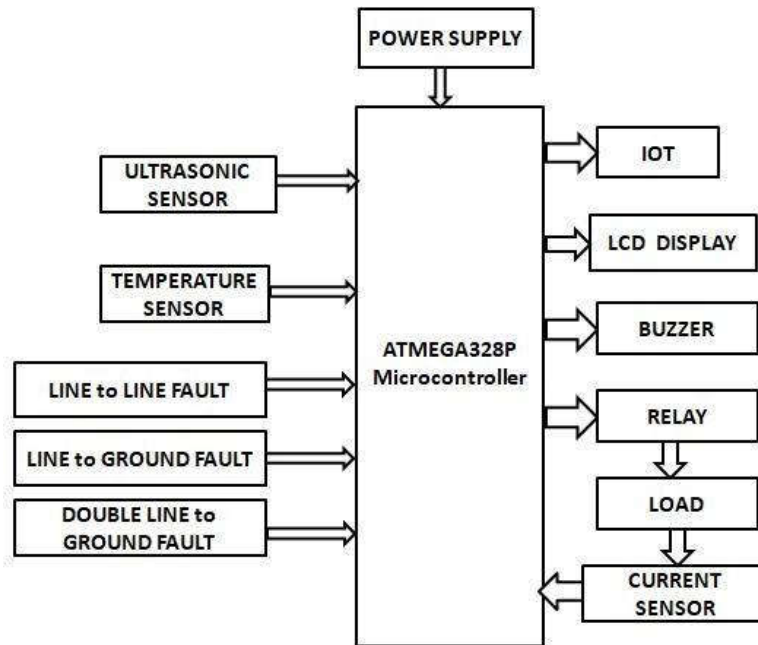 POWER SUPPLY
ULTRASONIC
SENSOR
TEMPERATURE
SENSOR
LINE to LINE FAULT
LINE to GROUND FAULT
DOUBLE LINE to
GROUND FAULT
ATMEGA328P
Microcontroller
IOT
LCD DISPLAY
BUZZER
RELAY
LOAD
CURRENT
SENSOR